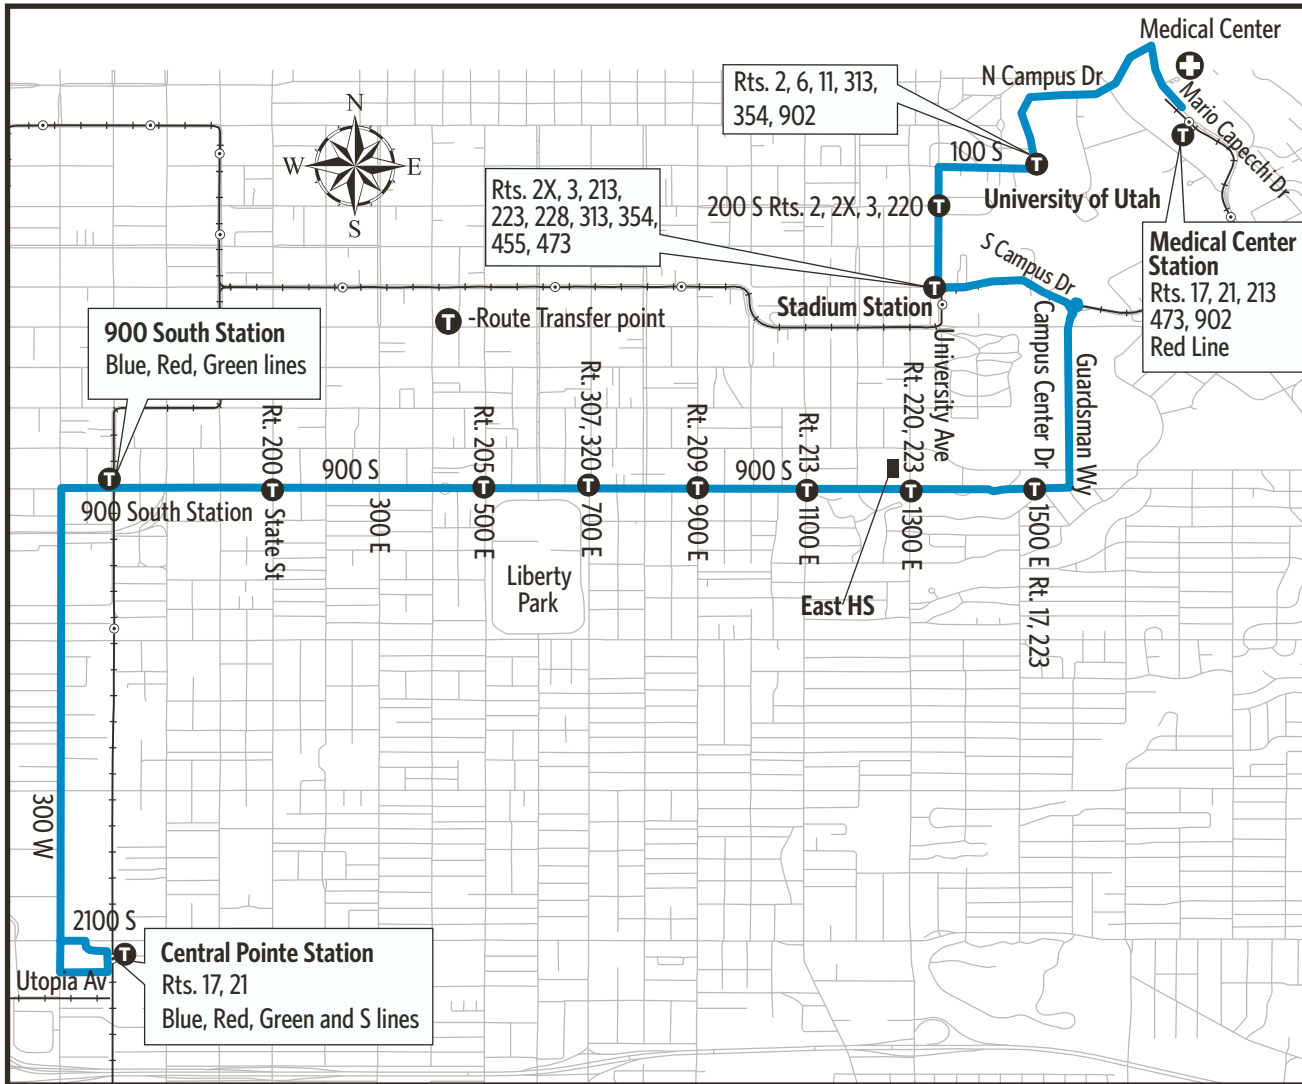 Medical Center
N Campus Dr
Mario Capecchi Dr
Rts. 2, 6, 11, 313,
354, 902
100 S
University of Utah
N
W
E
S
Rts. 2X, 3, 213,
223, 228, 313, 354,
455, 473
200 S Rts. 2, 2X, 3, 220
Medical Center
Station
Rts. 17, 21, 213
473, 902
Red Line
S Campus Dr
Stadium Station
T -Route Transfer point
900 South Station
Blue, Red, Green lines
University Ave
Campus Center Dr
Guardsman Wy
Rt. 200
Rt. 205
Rt. 307, 320
Rt. 209
Rt. 213
Rt. 220, 223
900 S
900 S
900 South Station
State St
300 E
500 E
700 E
900 E
1100 E
1300 E
1500 E Rt. 17, 223
Liberty
Park
East HS
300 W
2100 S
Utopia Av
Central Pointe Station
Rts. 17, 21
Blue, Red, Green and S lines
T
T
T
T
T
T
T
T
T
T
T
T
T
T